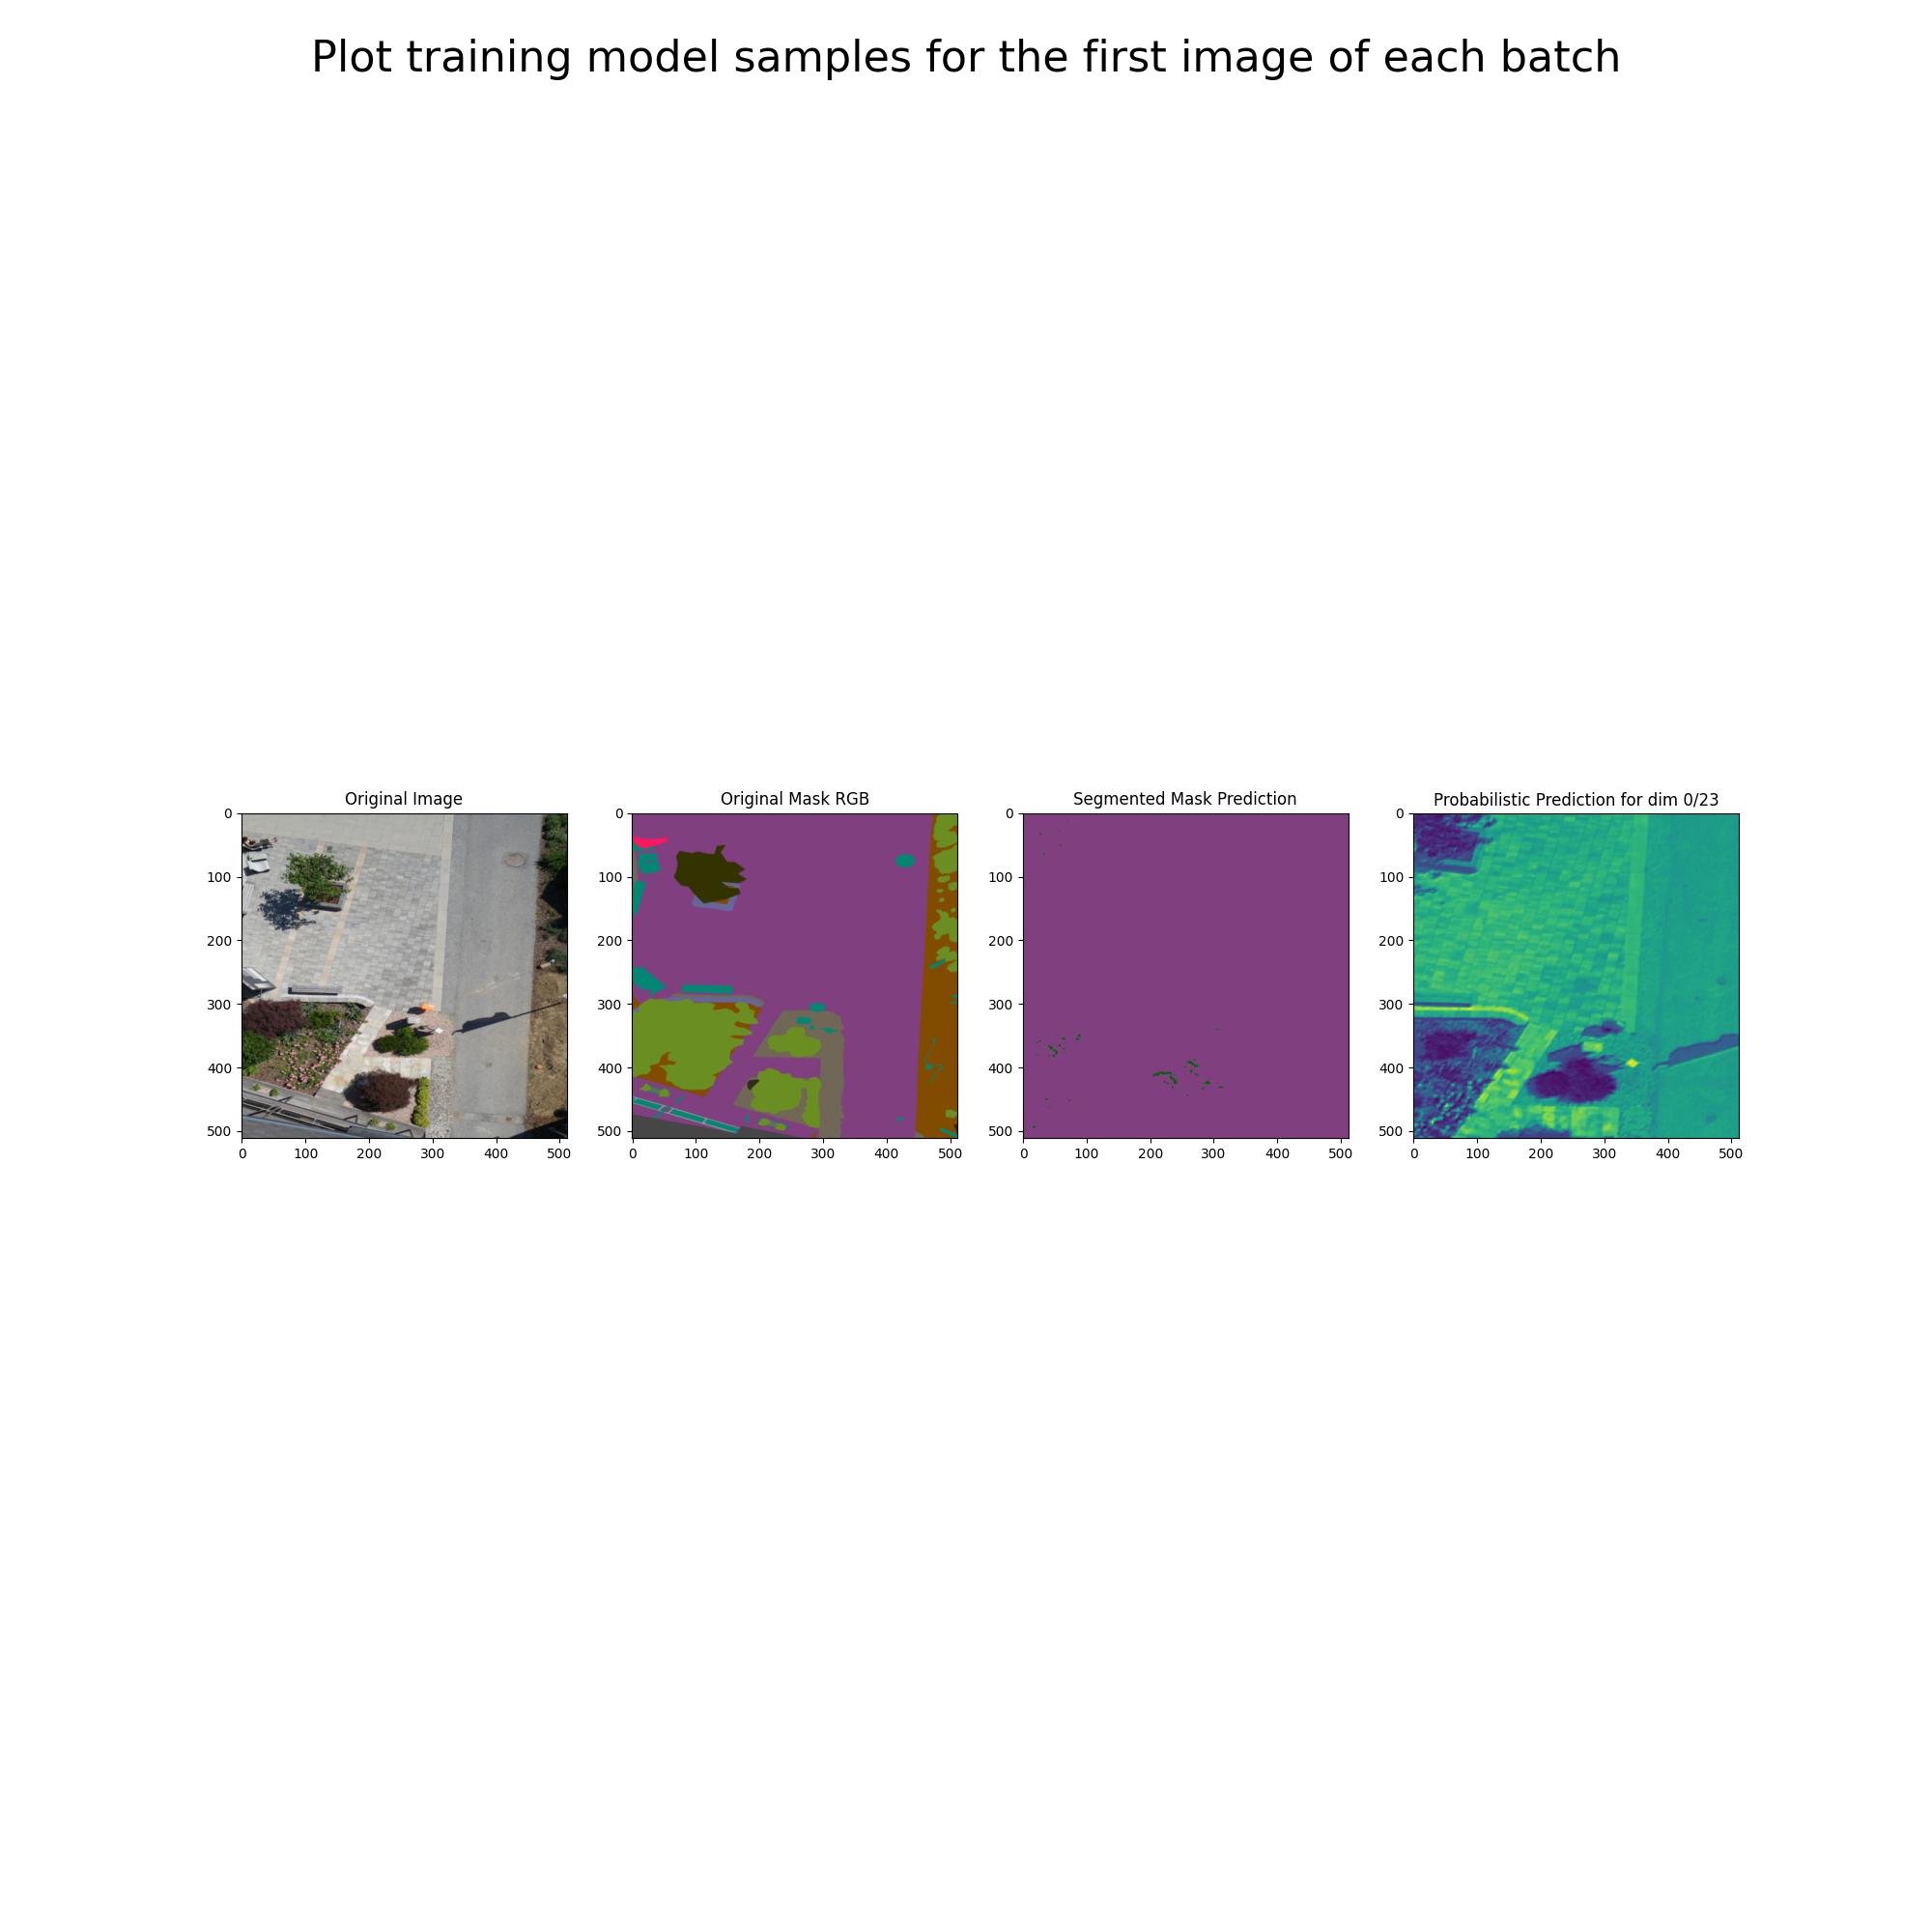 Plot training model samples for the first image of each batch
Original Image
Original Mask RGB
Segmented Mask Prediction
Probabilistic Prediction for dim 0/23
0
100
200
300
400
500
0 100 200 300 400 500
0
100
200
300
400
500
0 100 200 300 400 500
0
100
200
300
400
500
0 100 200 300 400 500
0
100
200
300
400
500
0 100 200 300 400 500